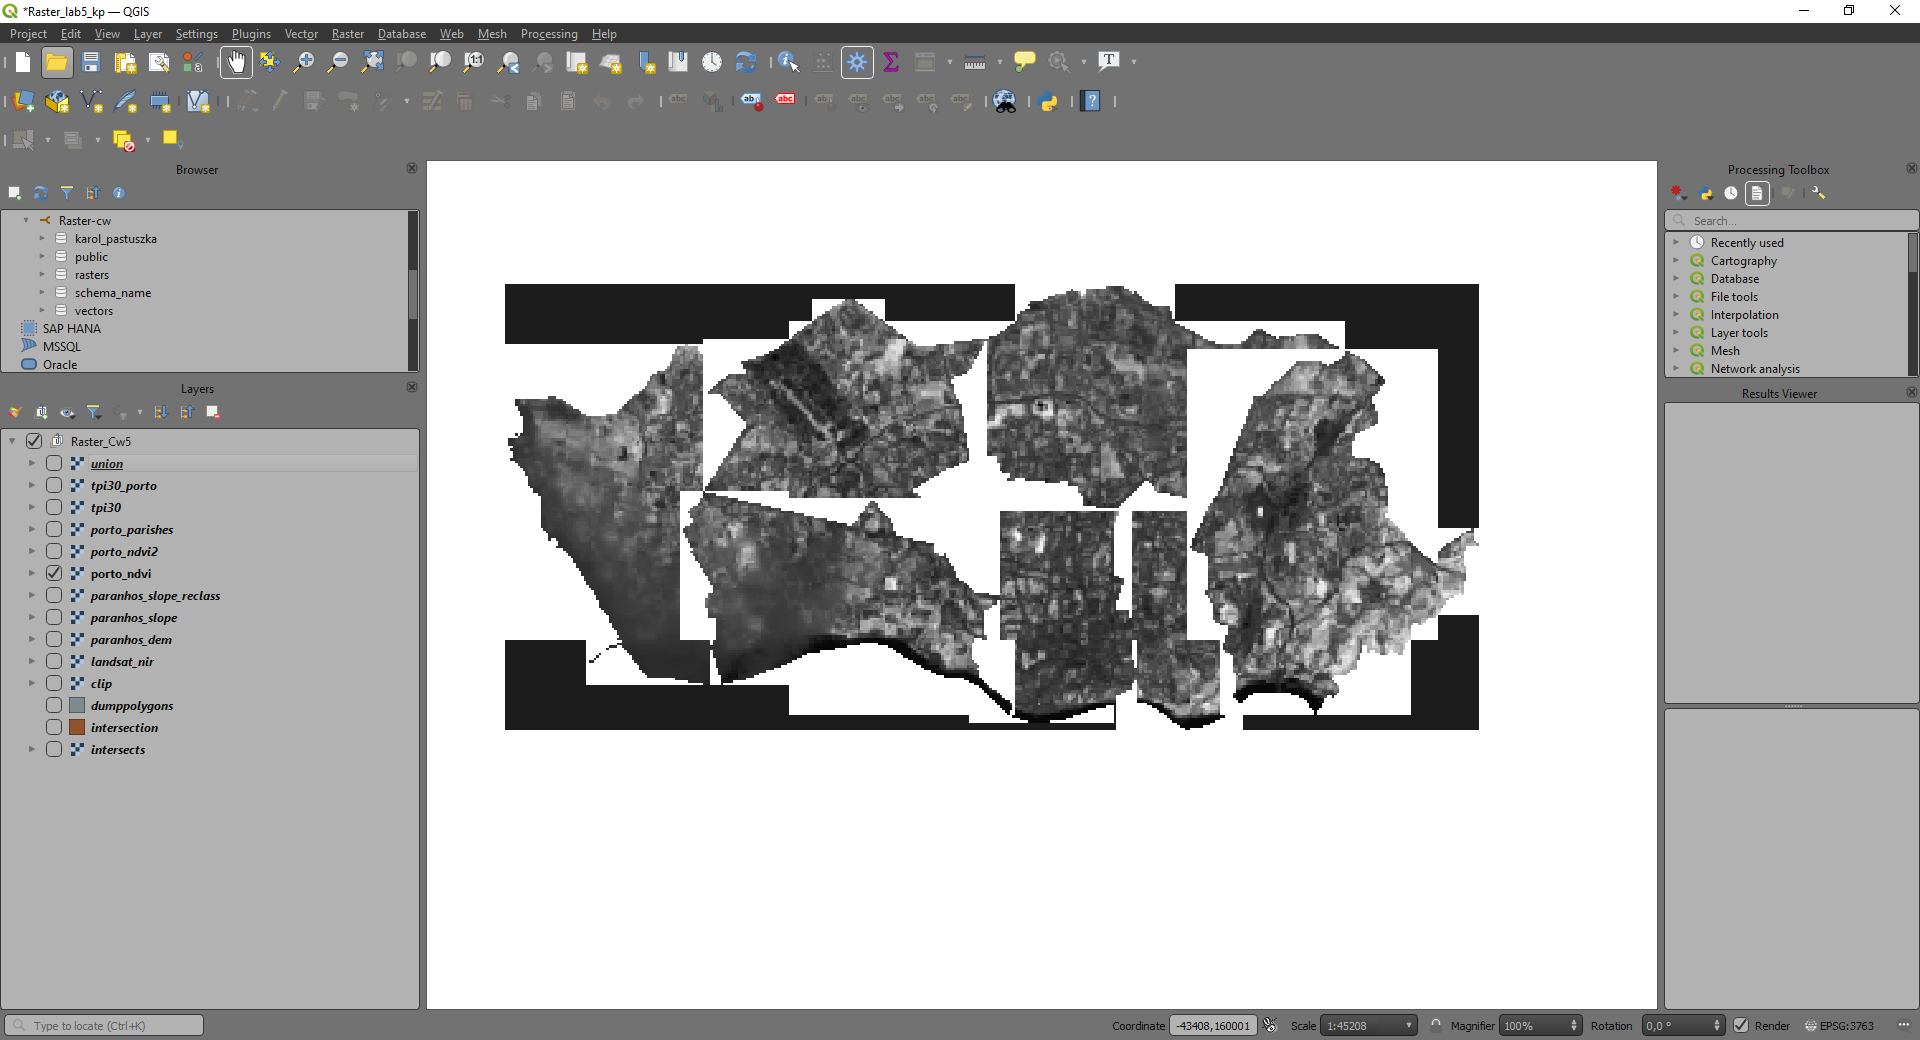 *Raster_lab5_kp — QGIS
Project Edit View Layer Settings Plugins Vector Raster Database Web Mesh Processing Help
Browser
Raster-cw
karol_pastuszka
public
rasters
schema_name
vectors
SAP HANA
MSSQL
Oracle
Layers
Raster_Cw5
union
tpi30_porto
tpi30
porto_parishes
porto_ndvi2
porto_ndvi
paranhos_slope_reclass
paranhos_slope
paranhos_dem
landsat_nir
clip
dumppolygons
intersection
intersects
Processing Toolbox
Search...
Recently used
Cartography
Database
File tools
Interpolation
Layer tools
Mesh
Network analysis
Results Viewer
Type to locate (Ctrl+K)
Coordinate -43408,160001 Scale 1:45208 Magnifier 100% Rotation 0,0 ° Render EPSG:3763